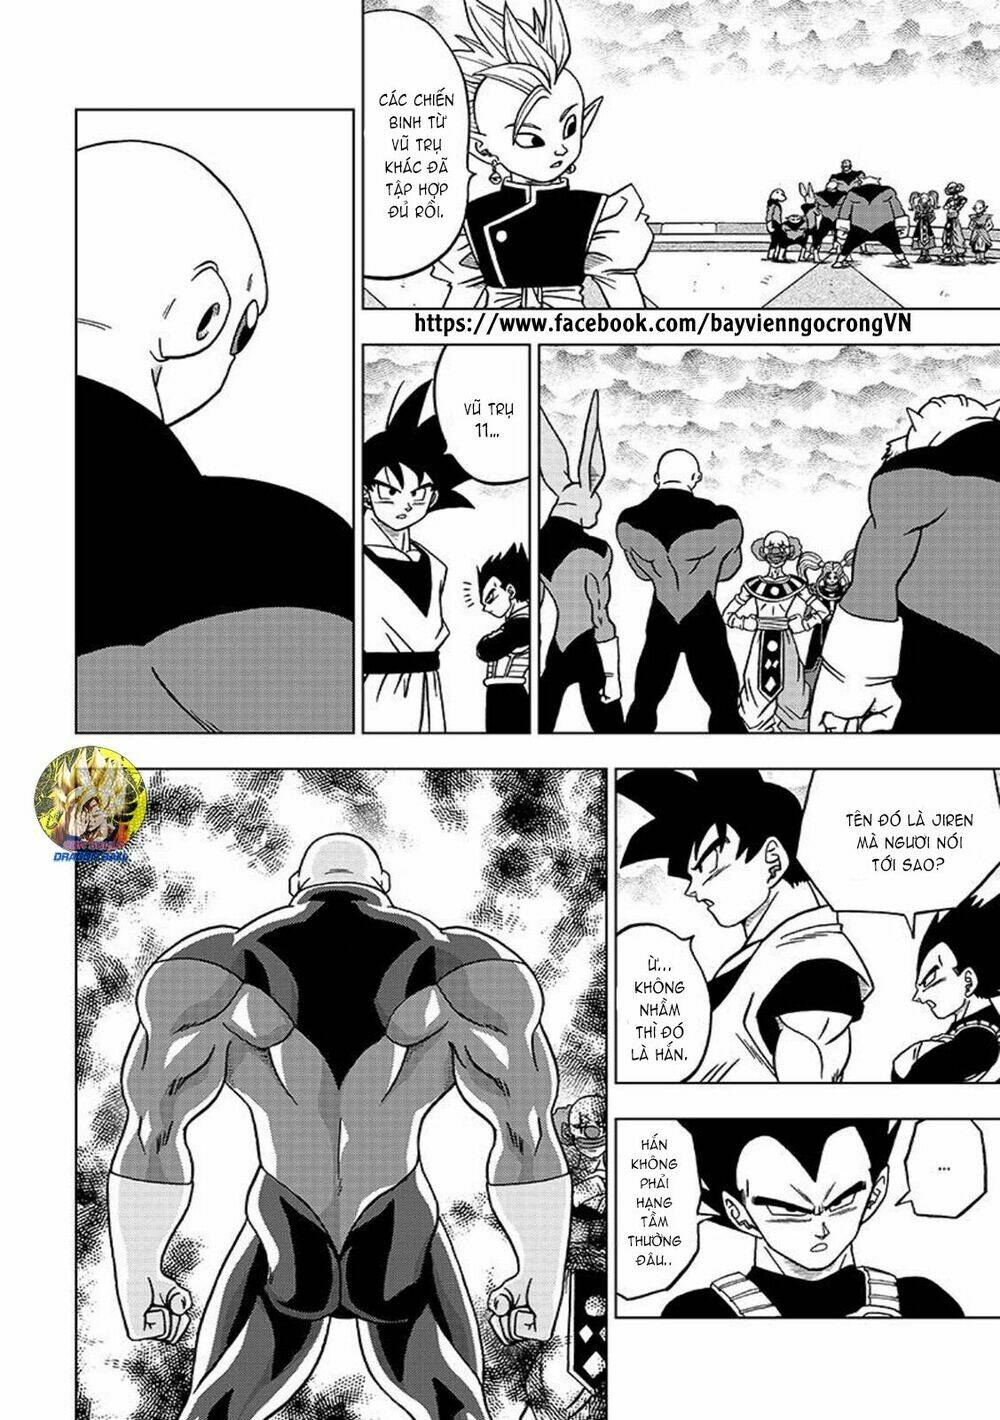 CÁC CHIẾN
BINH TỪ
VŨ TRỤ
KHÁC ĐÃ
TẬP HỢP
ĐỦ RỒI.
https://www.facebook.com/bayvienngocrongVN
VŨ TRỤ
11...
TÊN ĐÓ LÀ JIREN
MÀ NGƯƠI NÓI
TỚI SAO?
Ừ...
KHÔNG
NHẦM
THÌ ĐÓ
LÀ HẮN.
DRAGON BALL
...
HẮN
KHÔNG
PHẢI
HẠNG
TẦM
THƯỜNG
ĐÂU..